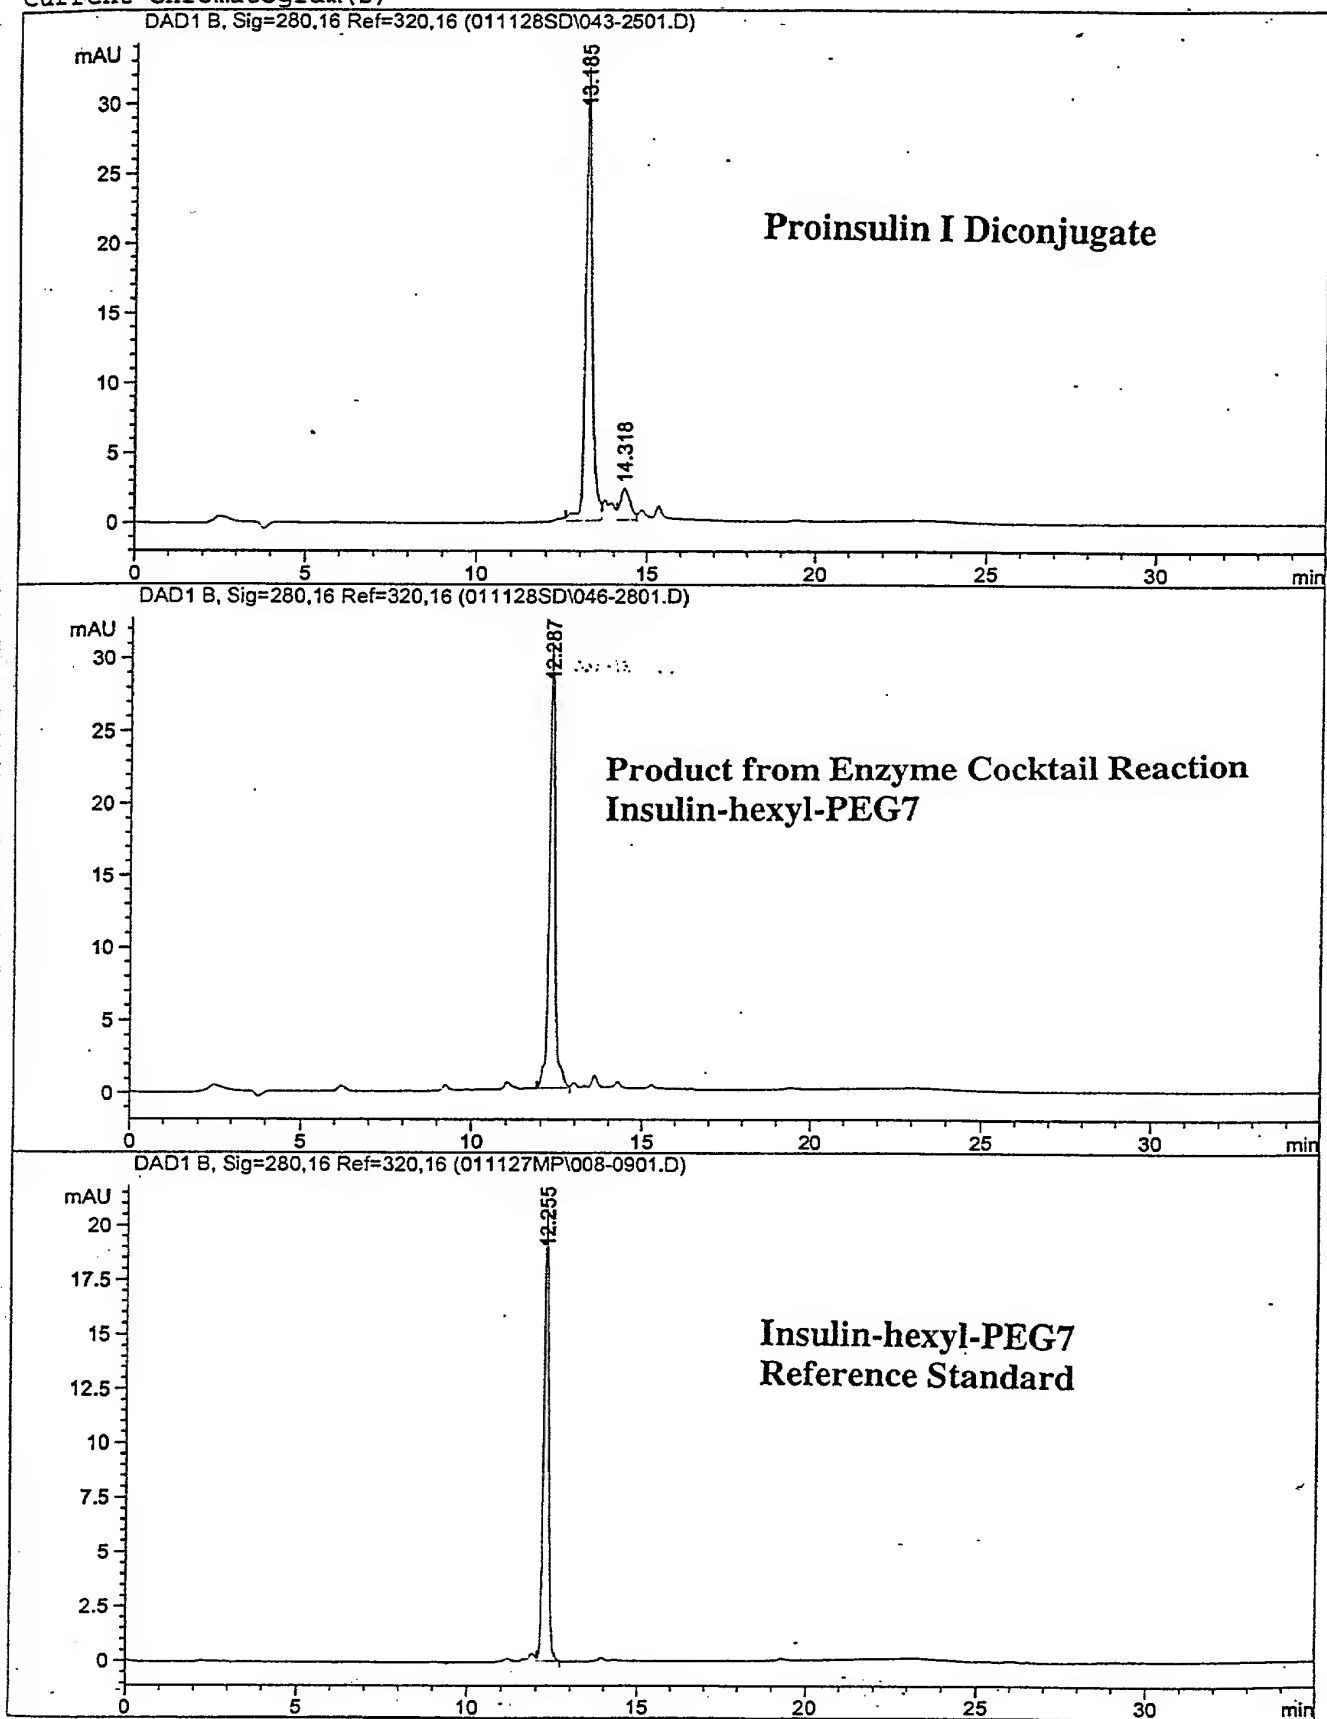 DAD1 B, Sig=280,16 Ref=320,16 (011128SD\043-2501.D)
mAU
30
25
20
15
10
5
0
13.185
14.318
Proinsulin I Diconjugate
0 5 10 15 20 25 30 min
DAD1 B, Sig=280,16 Ref=320,16 (011128SD\046-2801.D)
mAU
30
25
20
15
10
5
0
12.287
Product from Enzyme Cocktail Reaction
Insulin-hexyl-PEG7
0 5 10 15 20 25 30 min
DAD1 B, Sig=280,16 Ref=320,16 (011127MP\008-0901.D)
mAU
20
17.5
15
12.5
10
7.5
5
2.5
0
12.255
Insulin-hexyl-PEG7
Reference Standard
0 5 10 15 20 25 30 min